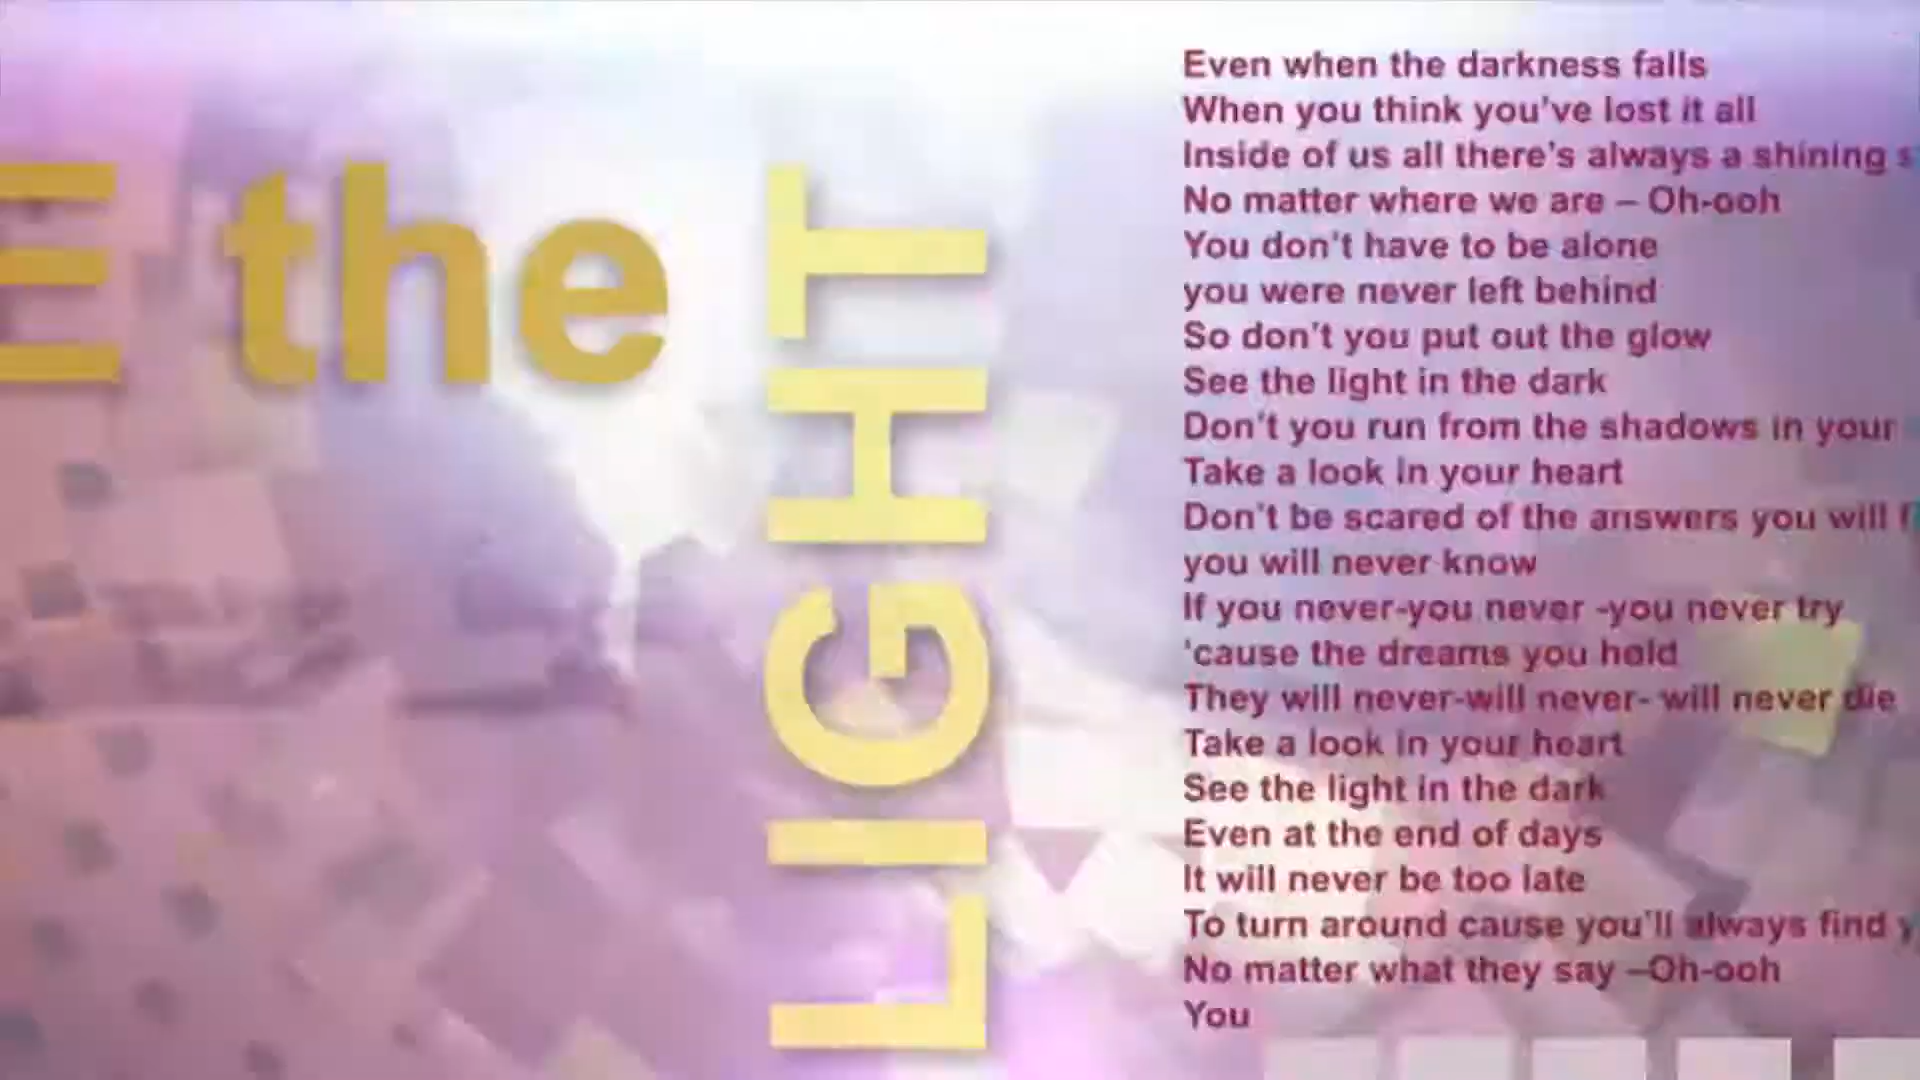 E the
LIGHT
Even when the darkness falls
When you think you've lost it all
Inside of us all there's always a shining s
No matter where we are – Oh-ooh
You don't have to be alone
you were never left behind
So don't you put out the glow
See the light in the dark
Don't you run from the shadows in your
Take a look in your heart
Don't be scared of the answers you will f
you will never know
If you never-you never -you never try
'cause the dreams you hold
They will never-will never- will never die
Take a look in your heart
See the light in the dark
Even at the end of days
It will never be too late
To turn around cause you'll always find y
No matter what they say –Oh-ooh
You